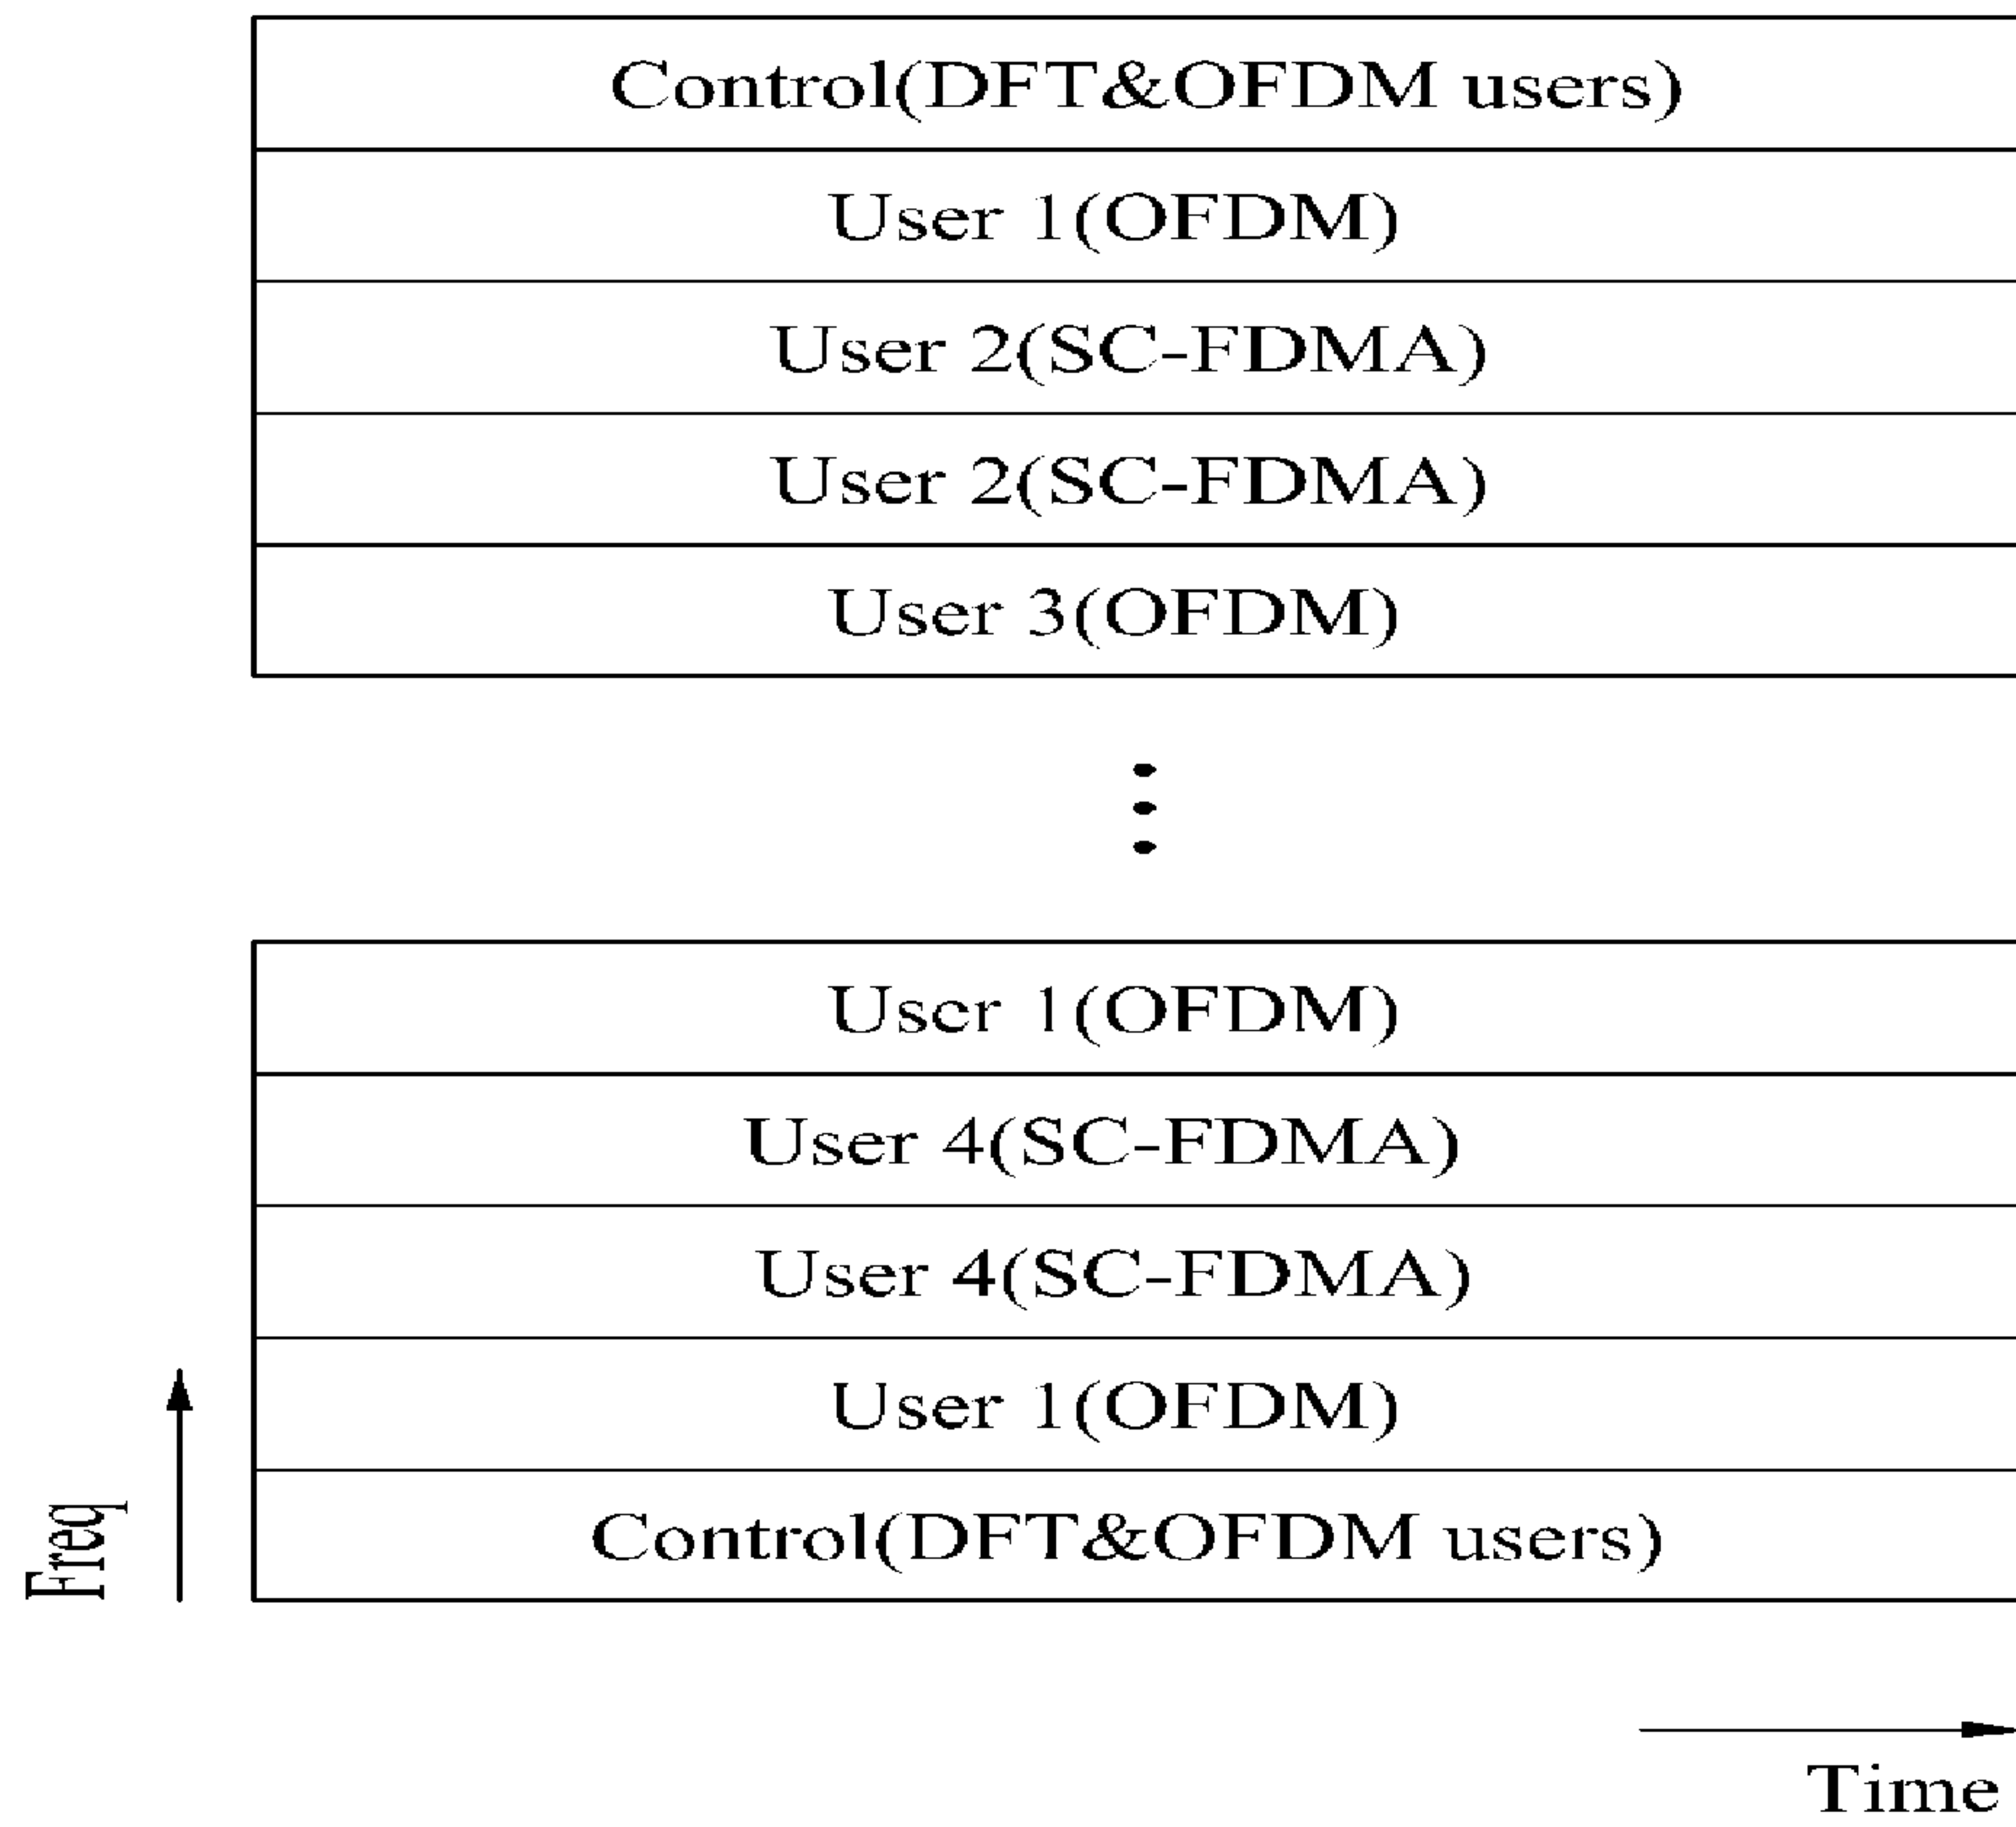 Control(DFT&OFDM users)
User 1(OFDM)
User 2(SC-FDMA)
User 2(SC-FDMA)
User 3(OFDM)
User 1(OFDM)
User 4(SC-FDMA)
User 4(SC-FDMA)
User 1(OFDM)
Control(DFT&OFDM users)
Freq
Time